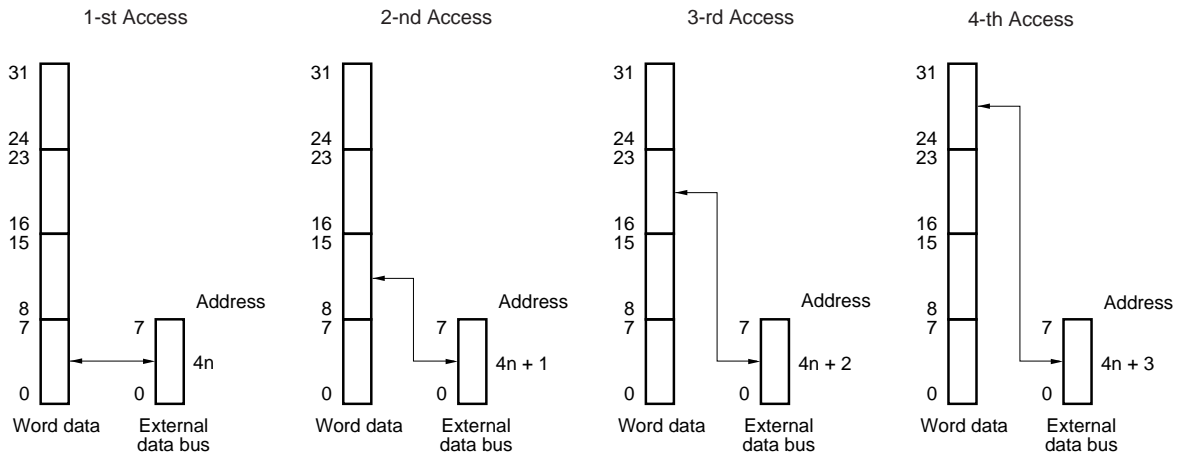 1-st Access
31
24
23
16
15
8
7
0
Address
7
4n
0
Word data
External
data bus
2-nd Access
31
24
23
16
15
8
7
0
Address
7
4n + 1
0
Word data
External
data bus
3-rd Access
31
24
23
16
15
8
7
0
Address
7
4n + 2
0
Word data
External
data bus
4-th Access
31
24
23
16
15
8
7
0
Address
7
4n + 3
0
Word data
External
data bus